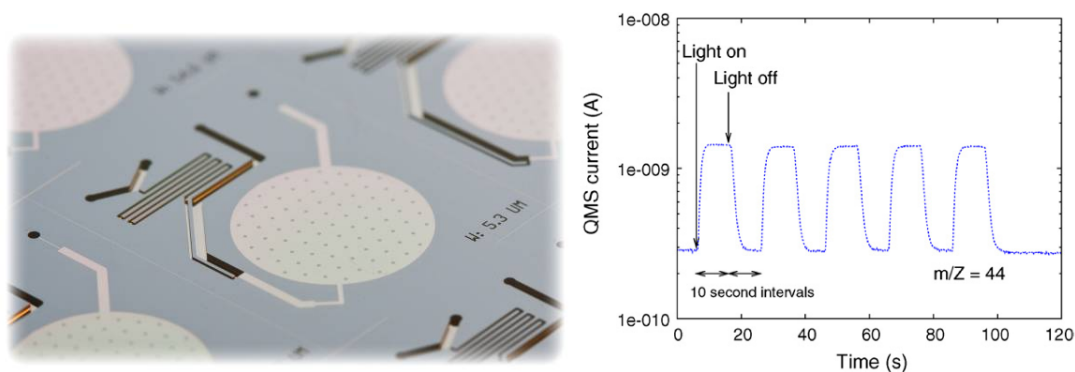 W: 5.3 UM
1e-008
Light on
Light off
QMS current (A)
1e-009
m/Z = 44
10 second intervals
1e-010
0 20 40 60 80 100 120
Time (s)